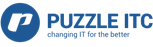 PUZZLE ITC
changing IT for the better